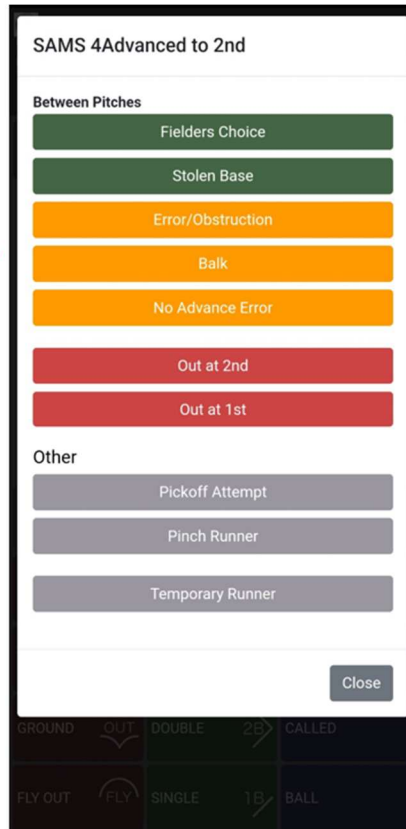 SAMS 4Advanced to 2nd
Between Pitches
Fielders Choice
Stolen Base
Error/Obstruction
Balk
No Advance Error
Out at 2nd
Out at 1st
Other
Pickoff Attempt
Pinch Runner
Temporary Runner
Close
GROUND OUT DOUBLE 2B CALLED
FLY OUT FLY SINGLE 1B BALL